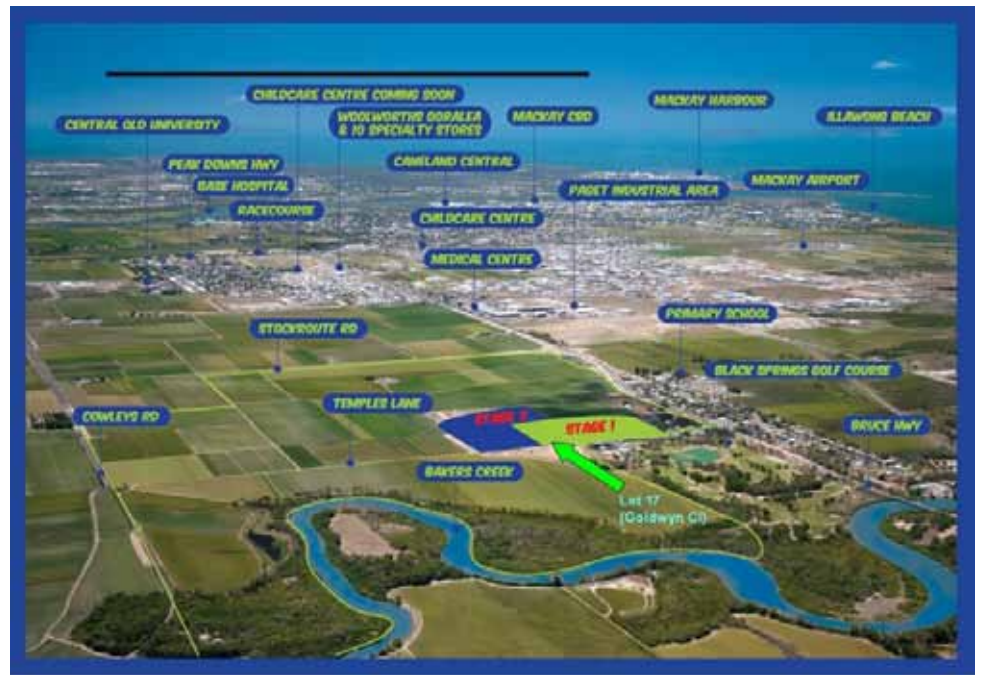 CHILDCARE CENTRE COMING SOON
CENTRAL QLD UNIVERSITY
WOOLWORTHS OORALEA
& 10 SPECIALTY STORES
MACKAY CBD
MACKAY HARBOUR
ILLAWONG BEACH
PEAK DOWNS HWY
BASE HOSPITAL
CANELAND CENTRAL
MACKAY AIRPORT
PAGET INDUSTRIAL AREA
RACECOURSE
CHILDCARE CENTRE
MEDICAL CENTRE
PRIMARY SCHOOL
STOCKROUTE RD
BLACK SPRINGS GOLF COURSE
COWLEYS RD
TEMPLES LANE
STAGE 2
STAGE 1
BRUCE HWY
BAKERS CREEK
Lot 17
(Goldwyn Cl)